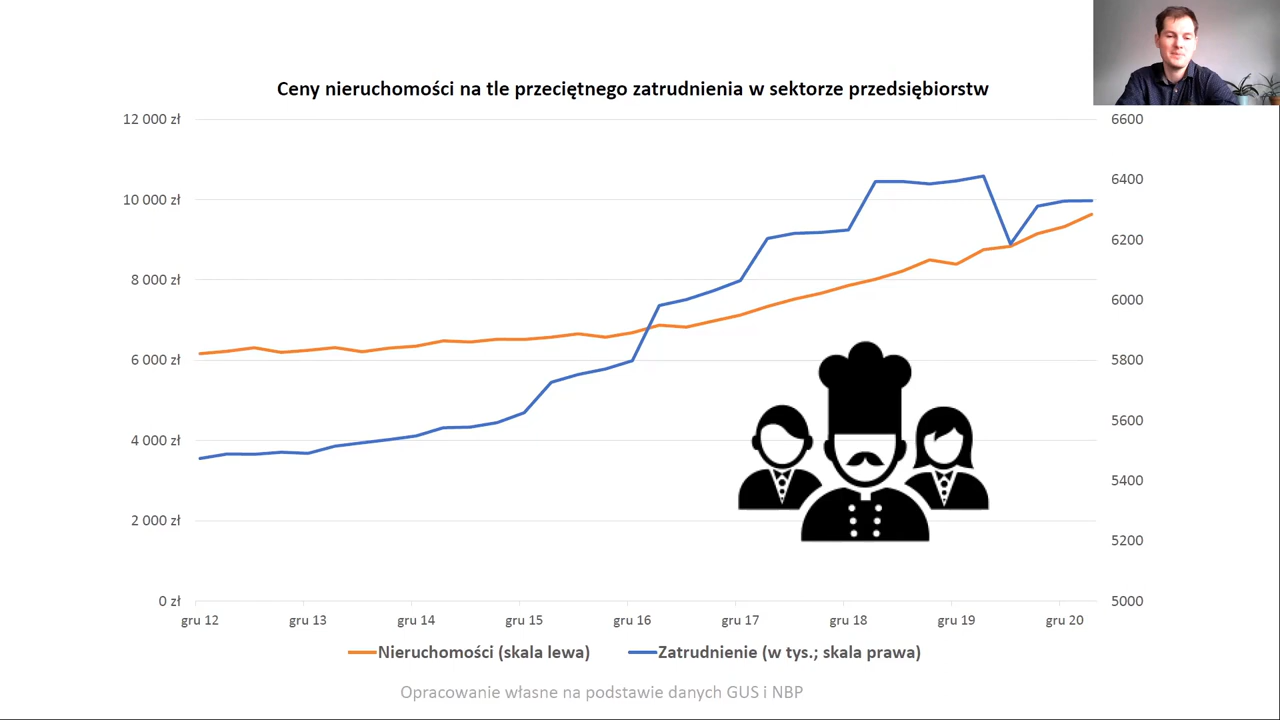 Ceny nieruchomości na tle przeciętnego zatrudnienia w sektorze przedsiębiorstw
12 000 zł
10 000 zł
8 000 zł
6 000 zł
4 000 zł
2 000 zł
0 zł
6600
6400
6200
6000
5800
5600
5400
5200
5000
gru 12 gru 13 gru 14 gru 15 gru 16 gru 17 gru 18 gru 19 gru 20
Nieruchomości (skala lewa) Zatrudnienie (w tys.; skala prawa)
Opracowanie własne na podstawie danych GUS i NBP